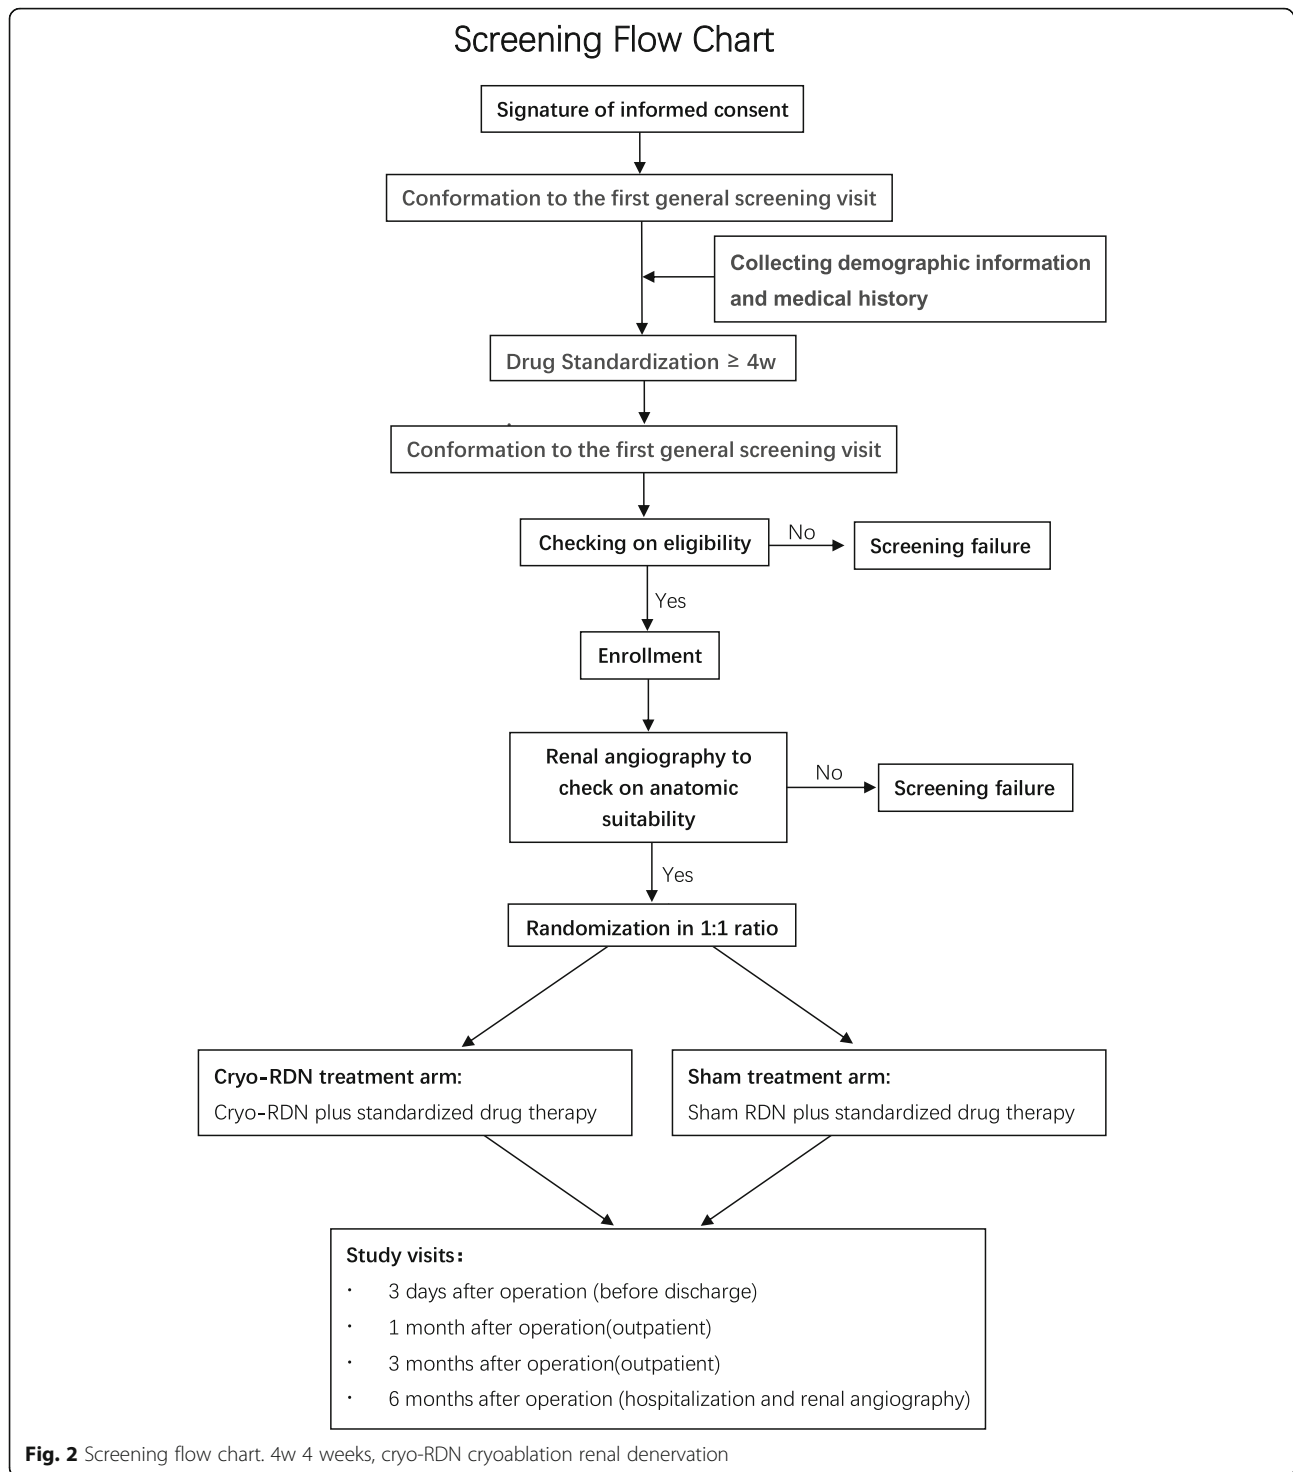 Screening Flow Chart
Signature of informed consent
Conformation to the first general screening visit
Collecting demographic information
and medical history
Drug Standardization ≥ 4w
Conformation to the first general screening visit
Checking on eligibility
No
Screening failure
Yes
Enrollment
Renal angiography to
check on anatomic
suitability
No
Screening failure
Yes
Randomization in 1:1 ratio
Cryo-RDN treatment arm:
Cryo-RDN plus standardized drug therapy
Sham treatment arm:
Sham RDN plus standardized drug therapy
Study visits:
· 3 days after operation (before discharge)
· 1 month after operation(outpatient)
· 3 months after operation(outpatient)
· 6 months after operation (hospitalization and renal angiography)
Fig. 2 Screening flow chart. 4w 4 weeks, cryo-RDN cryoablation renal denervation